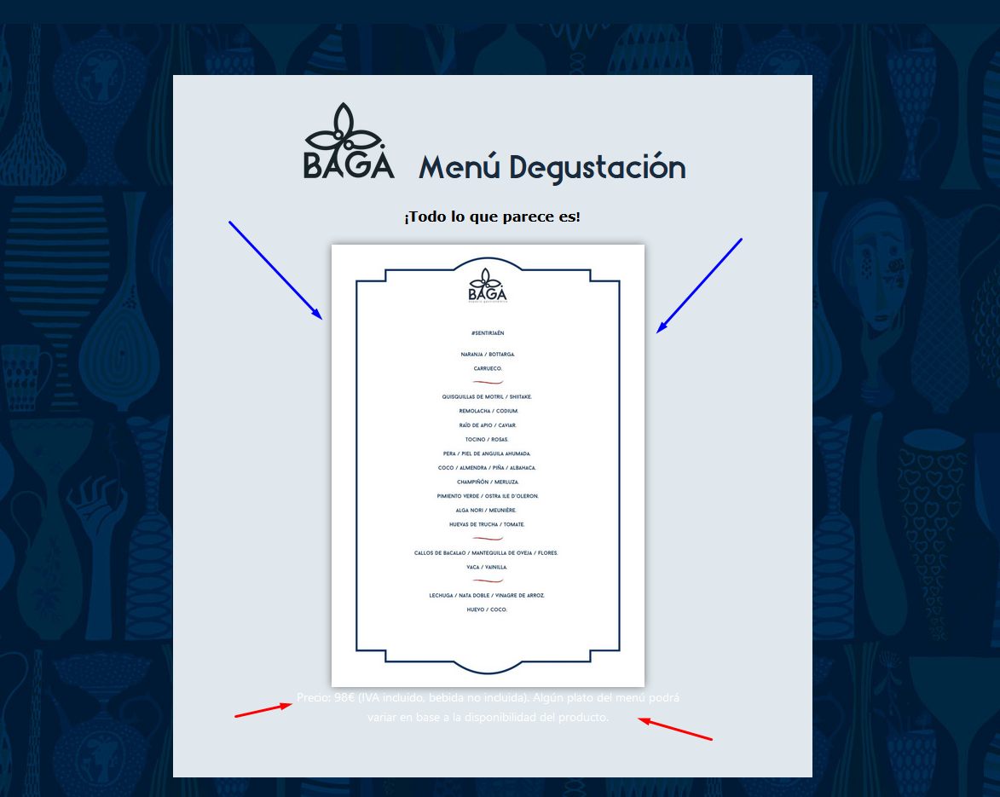 BAGÁ Menú Degustación
¡Todo lo que parece es!
BAGÁ
espacio gastronómico
#SENTIRJAÉN
NARANJA / BOTTARGA.
CARRUECO.
QUISQUILLAS DE MOTRIL / SHIITAKE.
REMOLACHA / CODIUM.
RAÍD DE APIO / CAVIAR.
TOCINO / ROSAS.
PERA / PIEL DE ANGUILA AHUMADA.
COCO / ALMENDRA / PIÑA / ALBAHACA.
CHAMPIÑÓN / MERLUZA.
PIMIENTO VERDE / OSTRA ILE D'OLERON.
ALGA NORI / MEUNIÈRE.
HUEVAS DE TRUCHA / TOMATE.
CALLOS DE BACALAO / MANTEQUILLA DE OVEJA / FLORES.
VACA / VAINILLA.
LECHUGA / NATA DOBLE / VINAGRE DE ARROZ.
HUEVO / COCO.
Precio: 98€ (IVA incluido, bebida no incluida). Algún plato del menú podrá
variar en base a la disponibilidad del producto.